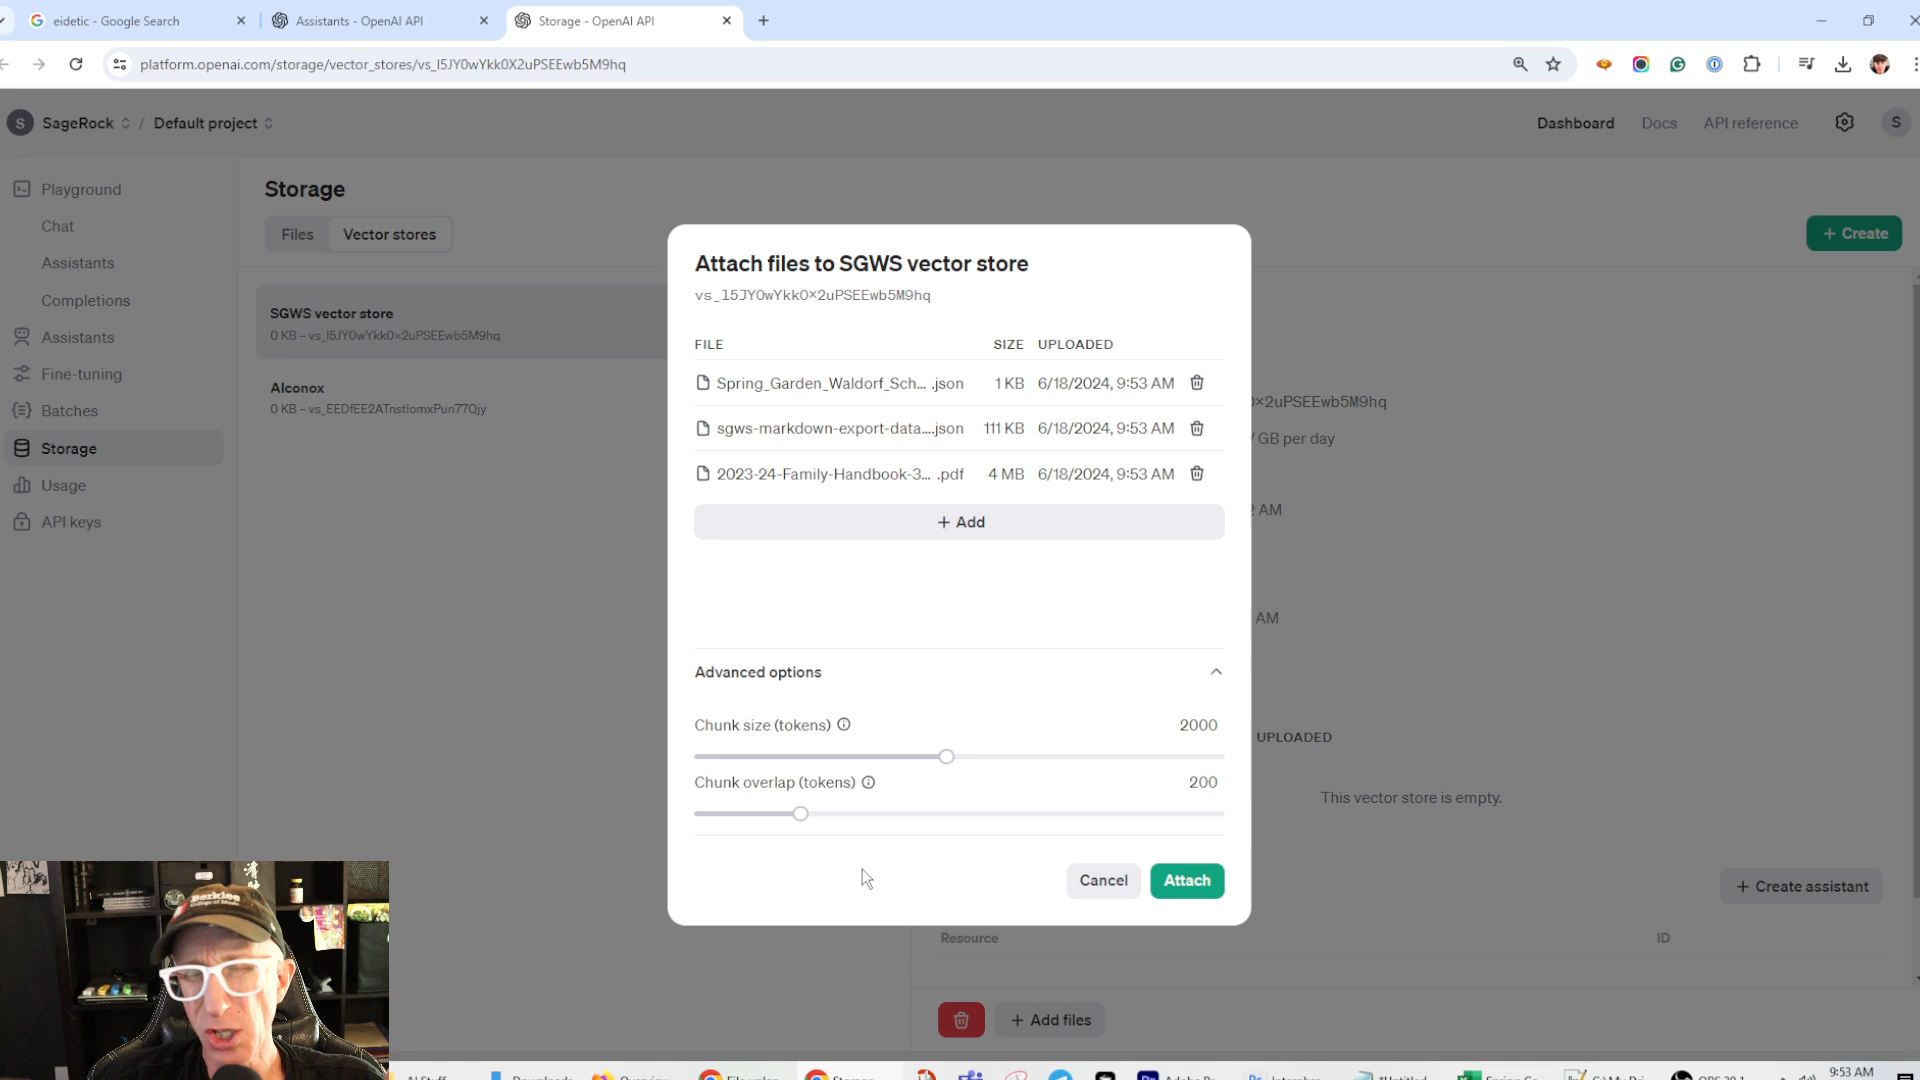 eidetic - Google Search
Assistants - OpenAI API
Storage - OpenAI API
platform.openai.com/storage/vector_stores/vs_l5JY0wYkk0X2uPSEEwb5M9hq
S SageRock / Default project
Dashboard Docs API reference S
Playground
Chat
Assistants
Completions
Assistants
Fine-tuning
Batches
Storage
Usage
API keys
Storage
Files Vector stores
+ Create
SGWS vector store
0 KB – vs_l5JY0wYkk0x2uPSEEwb5M9hq
Alconox
0 KB – vs_EEDfEE2ATnstlomxPun77Qjy
Attach files to SGWS vector store
vs_l5JY0wYkk0x2uPSEEwb5M9hq
FILE SIZE UPLOADED
Spring_Garden_Waldorf_Sch... .json 1 KB 6/18/2024, 9:53 AM
sgws-markdown-export-data....json 111 KB 6/18/2024, 9:53 AM
2023-24-Family-Handbook-3... .pdf 4 MB 6/18/2024, 9:53 AM
+ Add
Advanced options
Chunk size (tokens) 2000
Chunk overlap (tokens) 200
Cancel Attach
x2uPSEEwb5M9hq
GB per day
AM
AM
UPLOADED
This vector store is empty.
+ Create assistant
Resource ID
+ Add files
Berklee
9:53 AM